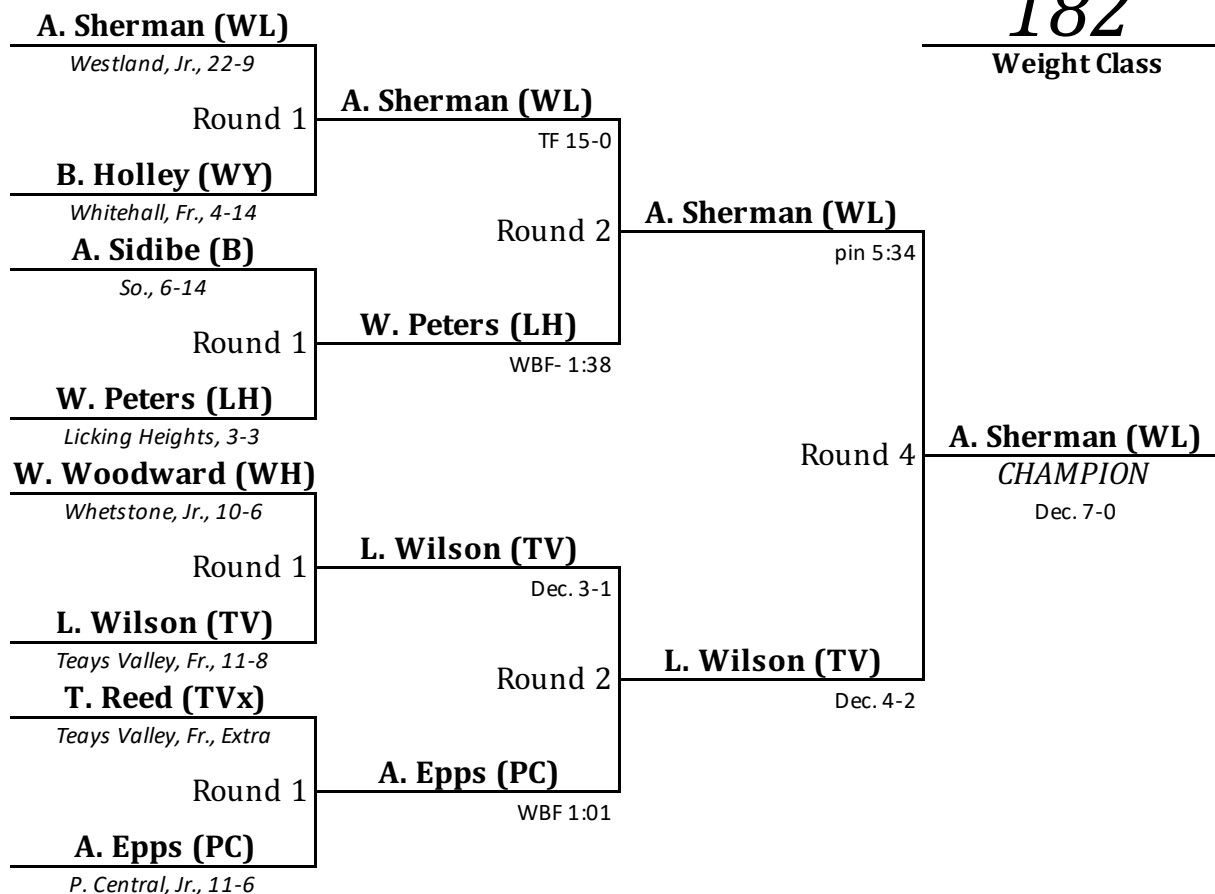 182
Weight Class
A. Sherman (WL)
Westland, Jr., 22-9
Round 1
A. Sherman (WL)
TF 15-0
B. Holley (WY)
Whitehall, Fr., 4-14
Round 2
A. Sherman (WL)
pin 5:34
A. Sidibe (B)
So., 6-14
Round 1
W. Peters (LH)
WBF- 1:38
W. Peters (LH)
Licking Heights, 3-3
Round 4
A. Sherman (WL)
CHAMPION
Dec. 7-0
W. Woodward (WH)
Whetstone, Jr., 10-6
Round 1
L. Wilson (TV)
Dec. 3-1
L. Wilson (TV)
Teays Valley, Fr., 11-8
Round 2
L. Wilson (TV)
Dec. 4-2
T. Reed (TVx)
Teays Valley, Fr., Extra
Round 1
A. Epps (PC)
WBF 1:01
A. Epps (PC)
P. Central, Jr., 11-6